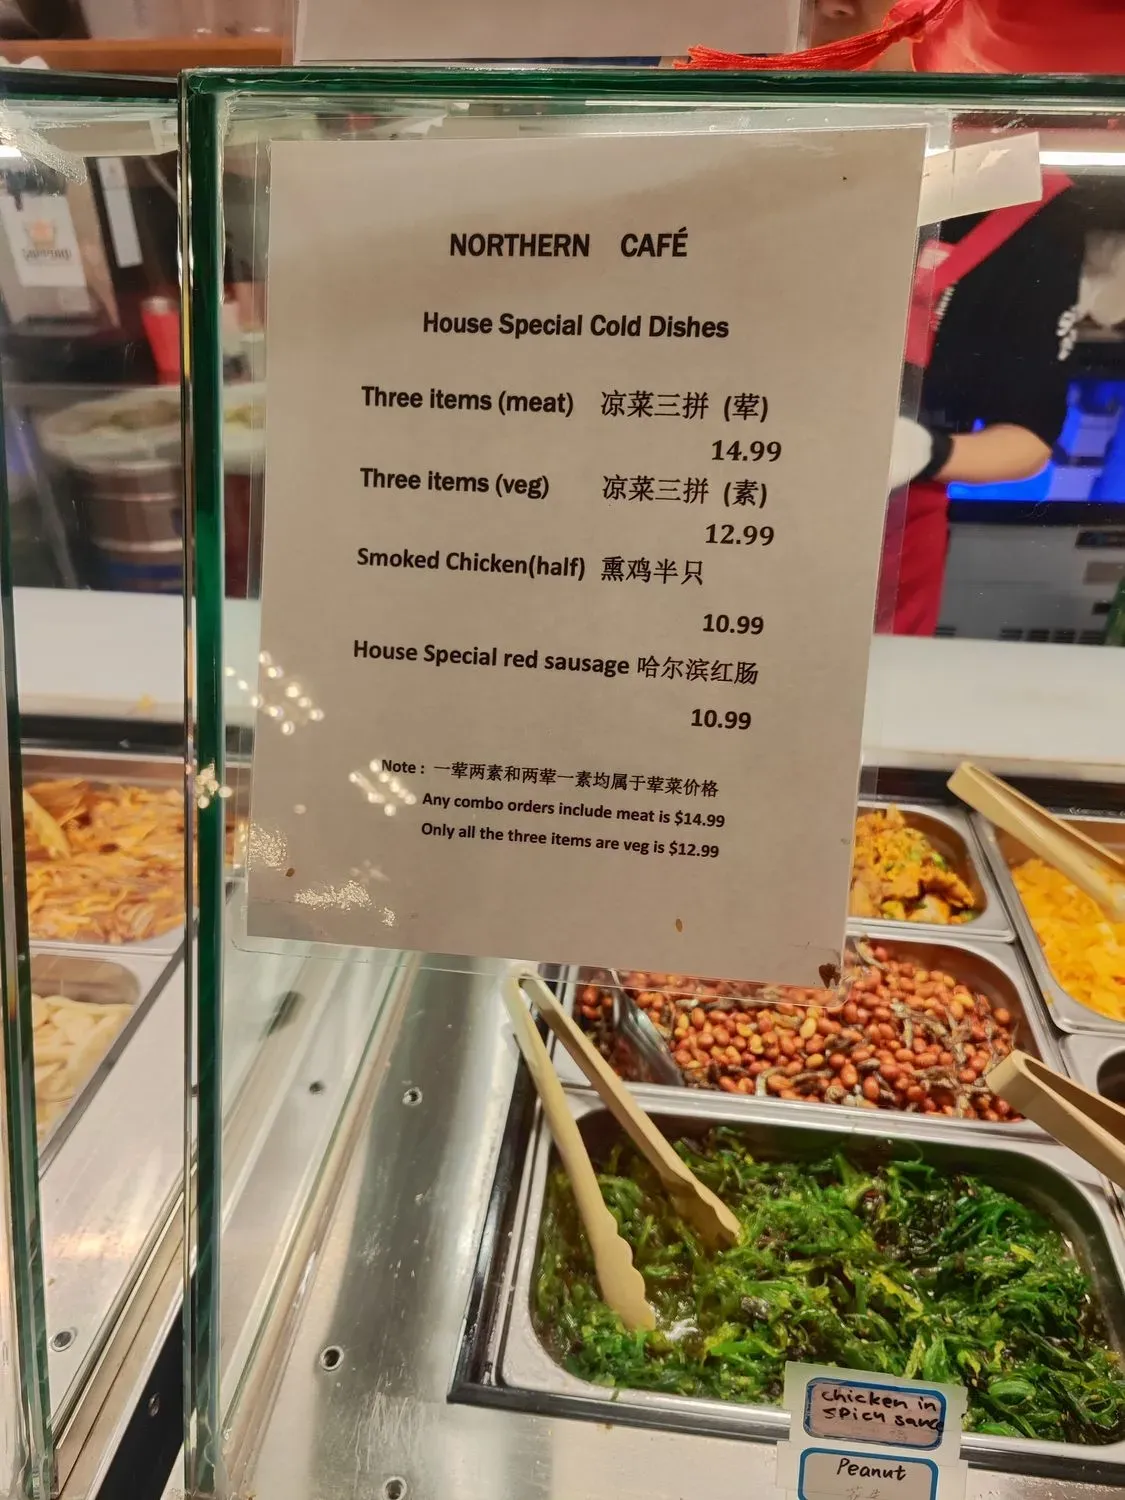 NORTHERN CAFÉ
House Special Cold Dishes
Three items (meat) 凉菜三拼 (荤)
14.99
Three items (veg) 凉菜三拼 (素)
12.99
Smoked Chicken(half) 熏鸡半只
10.99
House Special red sausage 哈尔滨红肠
10.99
Note : 一荤两素和两荤一素均属于荤菜价格
Any combo orders include meat is $14.99
Only all the three items are veg is $12.99
chicken in
spicy sauce
Peanut